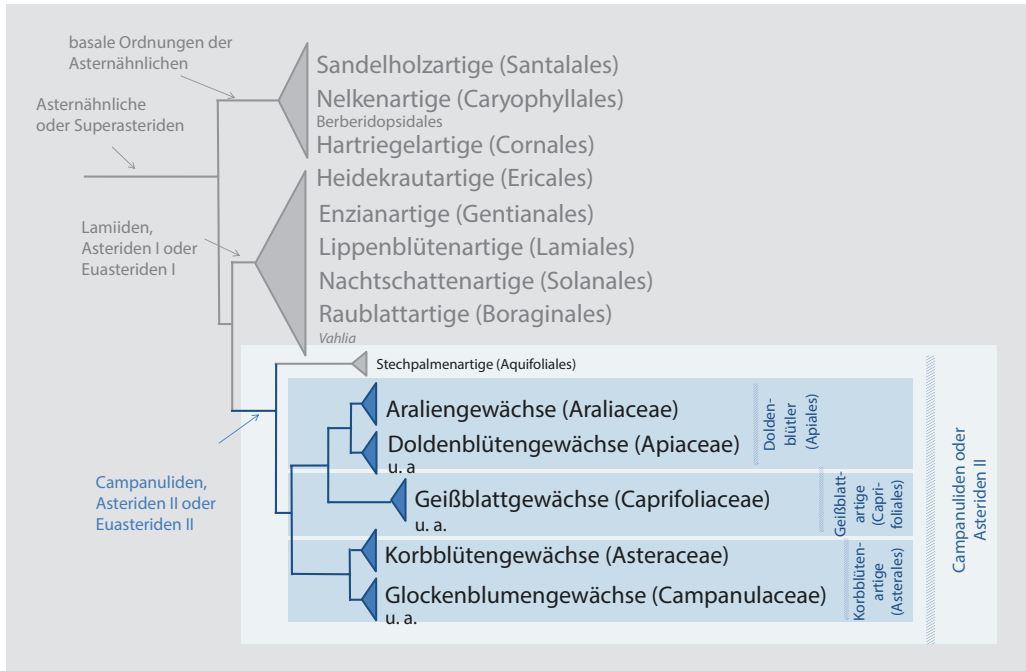 basale Ordnungen der
Asternähnlichen
Asternähnliche
oder Superasteriden
Sandelholzartige (Santalales)
Nelkenartige (Caryophyllales)
Berberidopsidales
Hartriegelartige (Cornales)
Heidekrautartige (Ericales)
Enzianartige (Gentianales)
Lamiiden,
Asteriden I oder
Euasteriden I
Lippenblütenartige (Lamiales)
Nachtschattenartige (Solanales)
Raublattartige (Boraginales)
Vahlia
Stechpalmenartige (Aquifoliales)
Araliengewächse (Araliaceae)
Doldenblütengewächse (Apiaceae)
u. a
Dolden-
blütler
(Apiales)
Campanuliden,
Asteriden II oder
Euasteriden II
Geißblattgewächse (Caprifoliaceae)
u. a.
Geißblatt-
artige
(Capri-
foliales)
Korbblütengewächse (Asteraceae)
Glockenblumengewächse (Campanulaceae)
u. a.
Korbblüten-
artige
(Asterales)
Campanuliden oder
Asteriden II